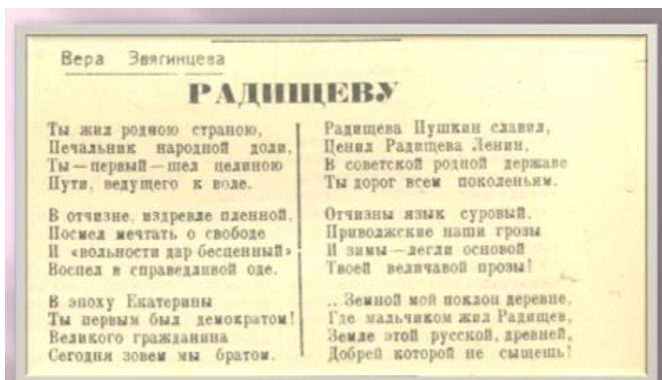 Вера Звягинцева
РАДИЩЕВУ
Ты жил родною страною,
Печальник народной доли,
Ты — первый — шел целиною
Пути, ведущего к воле.
В отчизне, издревле пленной,
Посмел мечтать о свободе
И «вольности дар бесценный»
Воспел в справедливой оде.
В эпоху Екатерины
Ты первым был демократом!
Великого гражданина
Сегодня зовем мы братом.
Радищева Пушкин славил,
Ценил Радищева Ленин,
В советской родной державе
Ты дорог всем поколеньям.
Отчизны язык суровый,
Приволжские наши грозы
И зимы — легли основой
Твоей величавой прозы!
...Земной мой поклон деревне,
Где мальчиком жил Радищев,
Земле этой русской, древней,
Добрей которой не сыщешь!